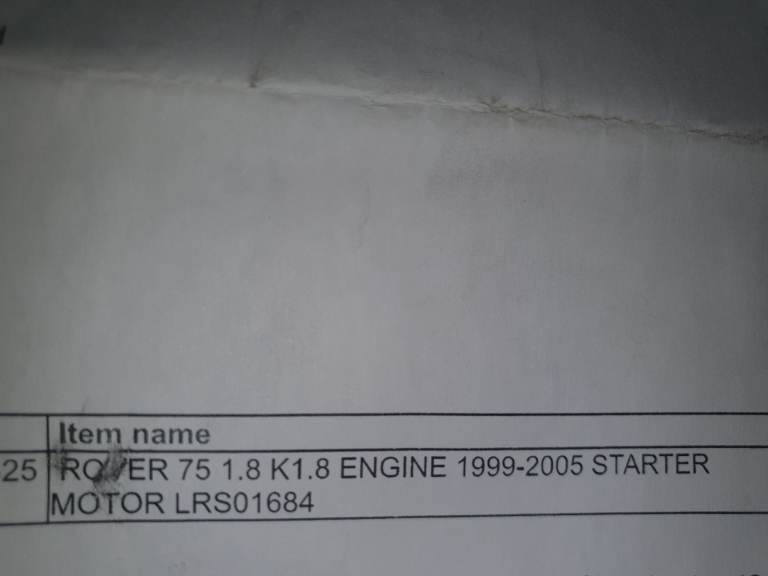 Item name
25 ROVER 75 1.8 K1.8 ENGINE 1999-2005 STARTER
MOTOR LRS01684